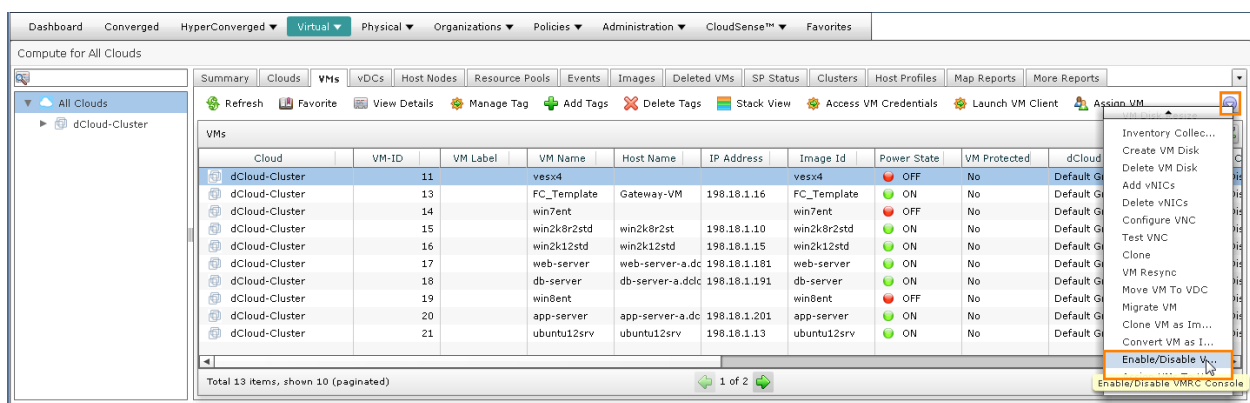 Dashboard Converged HyperConverged Virtual Physical Organizations Policies Administration CloudSense™ Favorites
Compute for All Clouds
Summary Clouds VMs vDCs Host Nodes Resource Pools Events Images Deleted VMs SP Status Clusters Host Profiles Map Reports More Reports
All Clouds
dCloud-Cluster
Refresh Favorite View Details Manage Tag Add Tags Delete Tags Stack View Access VM Credentials Launch VM Client Assign VM
VMs
Cloud VM-ID VM Label VM Name Host Name IP Address Image Id Power State VM Protected dCloud
dCloud-Cluster 11 vesx4 vesx4 OFF No Default G
dCloud-Cluster 13 FC_Template Gateway-VM 198.18.1.16 FC_Template ON No Default G
dCloud-Cluster 14 win7ent win7ent OFF No Default G
dCloud-Cluster 15 win2k8r2std win2k8r2st 198.18.1.10 win2k8r2std ON No Default G
dCloud-Cluster 16 win2k12std win2k12std 198.18.1.15 win2k12std ON No Default G
dCloud-Cluster 17 web-server web-server-a.dc 198.18.1.181 web-server ON No Default G
dCloud-Cluster 18 db-server db-server-a.dclc 198.18.1.191 db-server ON No Default G
dCloud-Cluster 19 win8ent win8ent OFF No Default G
dCloud-Cluster 20 app-server app-server-a.dc 198.18.1.201 app-server ON No Default G
dCloud-Cluster 21 ubuntu12srv ubuntu12srv 198.18.1.13 ubuntu12srv ON No Default G
Total 13 items, shown 10 (paginated) 1 of 2
Inventory Collec...
Create VM Disk
Delete VM Disk
Add vNICs
Delete vNICs
Configure VNC
Test VNC
Clone
VM Resync
Move VM To VDC
Migrate VM
Clone VM as Im...
Convert VM as I...
Enable/Disable V...
Enable/Disable VMRC Console